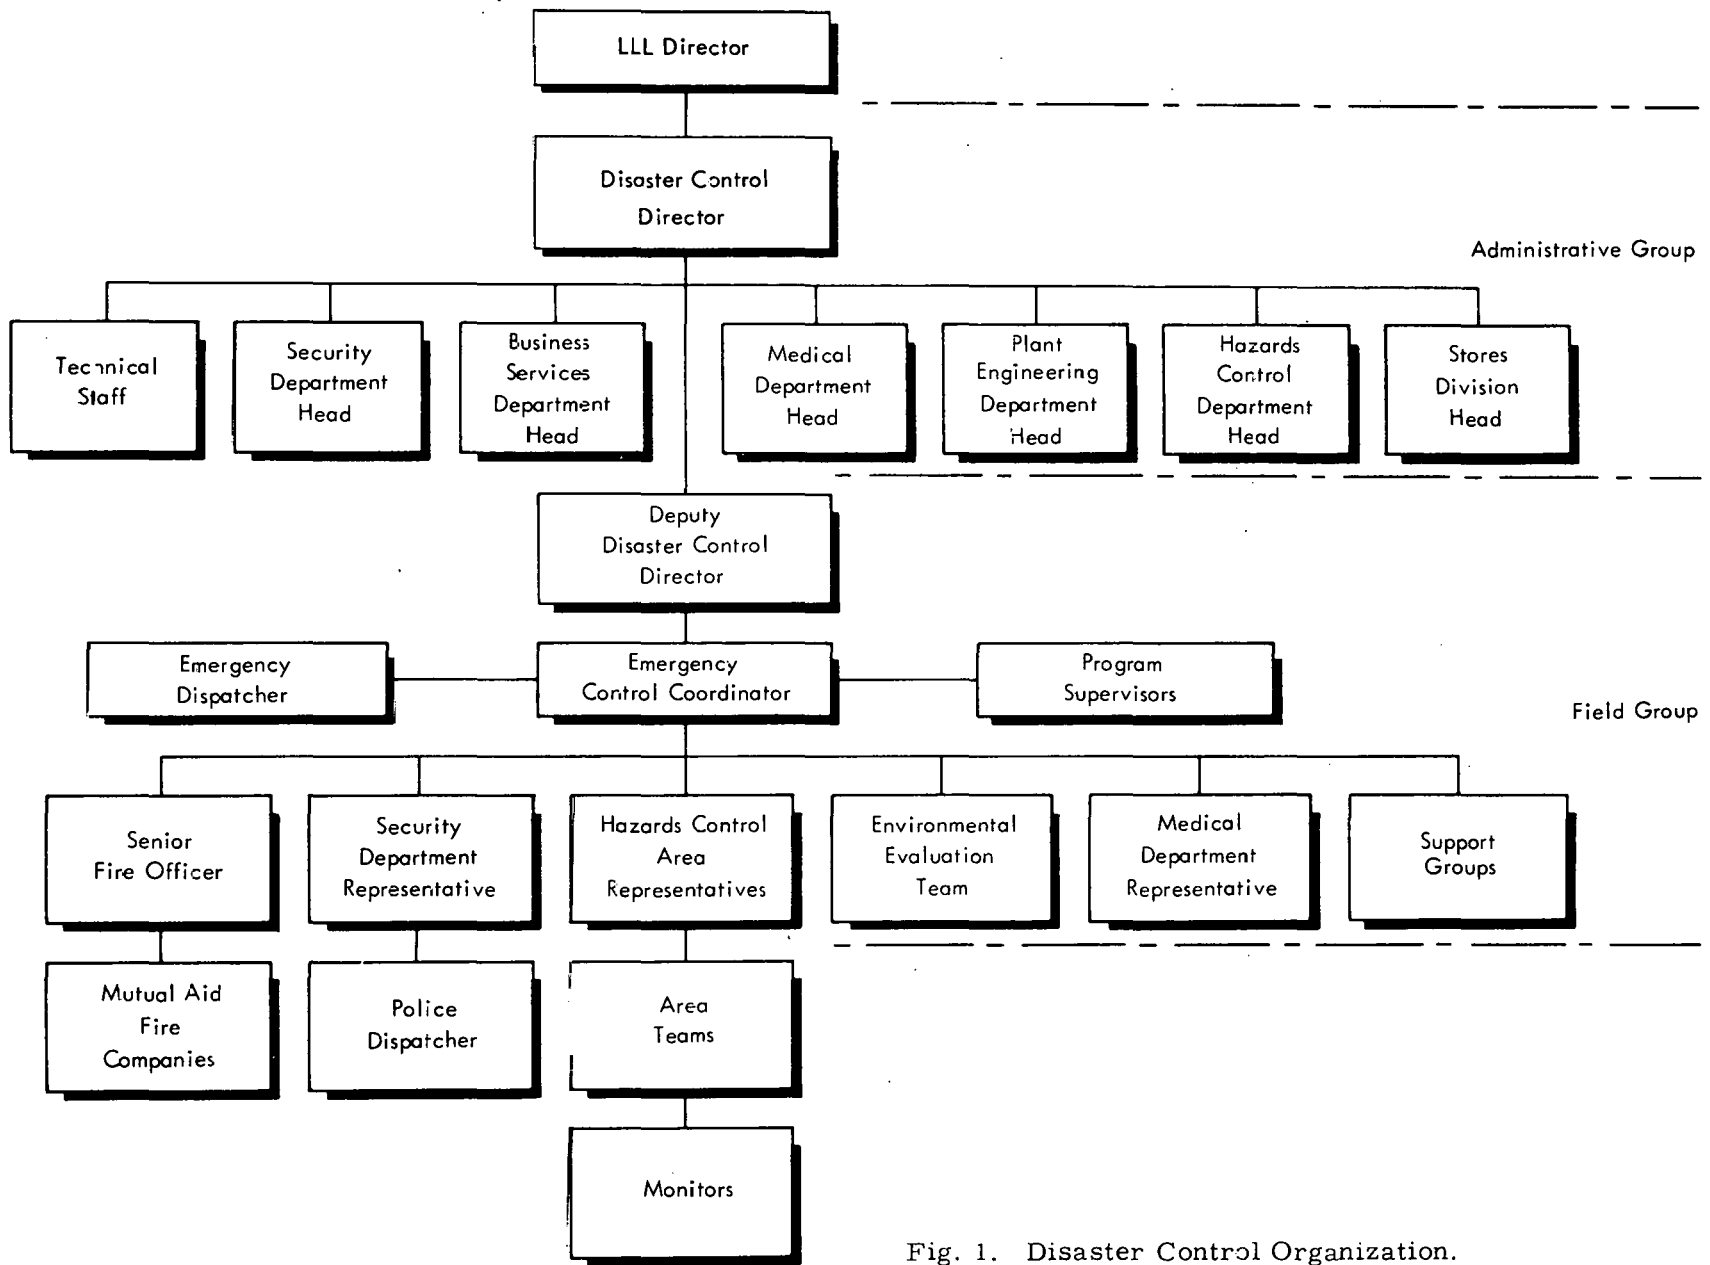 LLL Director
Disaster Control
Director
Administrative Group
Technical
Staff
Security
Department
Head
Business
Services
Department
Head
Medical
Department
Head
Plant
Engineering
Department
Head
Hazards
Control
Department
Head
Stores
Division
Head
Deputy
Disaster Control
Director
Emergency
Dispatcher
Emergency
Control Coordinator
Program
Supervisors
Field Group
Senior
Fire Officer
Security
Department
Representative
Hazards Control
Area
Representatives
Environmental
Evaluation
Team
Medical
Department
Representative
Support
Groups
Mutual Aid
Fire
Companies
Police
Dispatcher
Area
Teams
Monitors
Fig. 1. Disaster Control Organization.